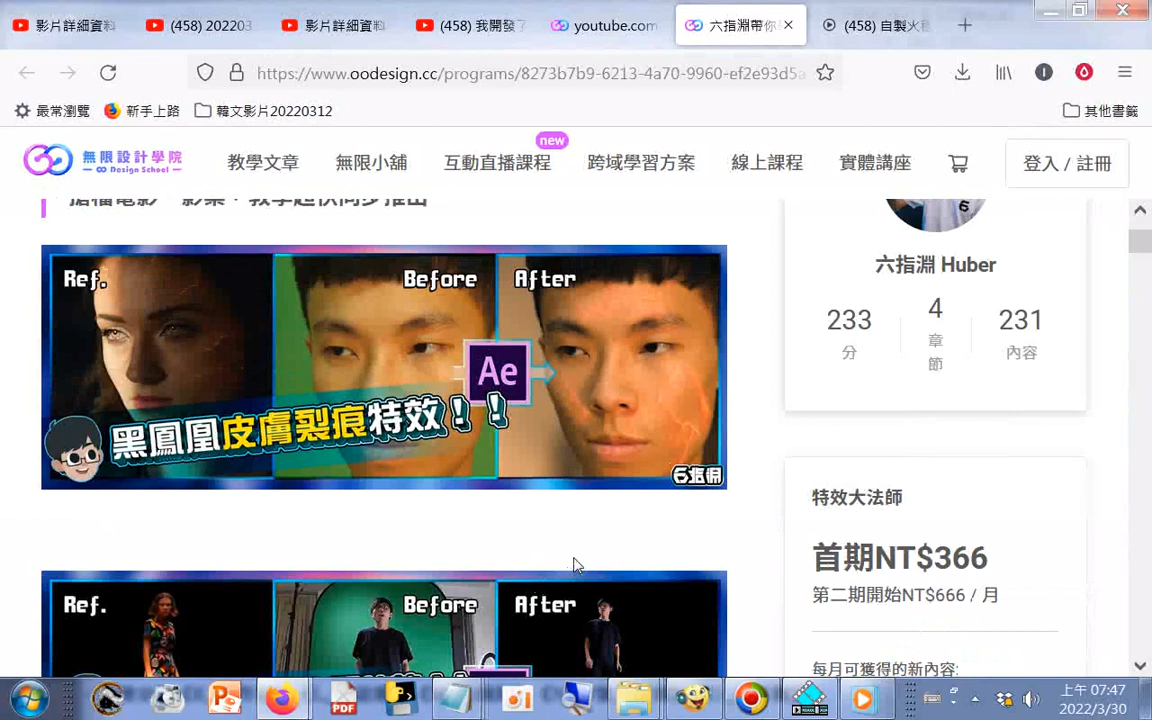 影片詳細資料
(458) 202203
影片詳細資料
(458) 我開發了
youtube.com
六指淵帶你
(458) 自製火
https://www.oodesign.cc/programs/8273b7b9-6213-4a70-9960-ef2e93d5a
最常瀏覽
新手上路
韓文影片20220312
其他書籤
無限設計學院
∞ Design School
教學文章
無限小舖
互動直播課程
new
跨域學習方案
線上課程
實體講座
登入 / 註冊
Ref.
Before
After
Ae
黑鳳凰皮膚裂痕特效!!
六指淵 Huber
233
分
4
章
節
231
內容
特效大法師
首期NT$366
第二期開始NT$666 / 月
每月可獲得的新內容:
Ref.
Before
After
PDF
上午 07:47
2022/3/30